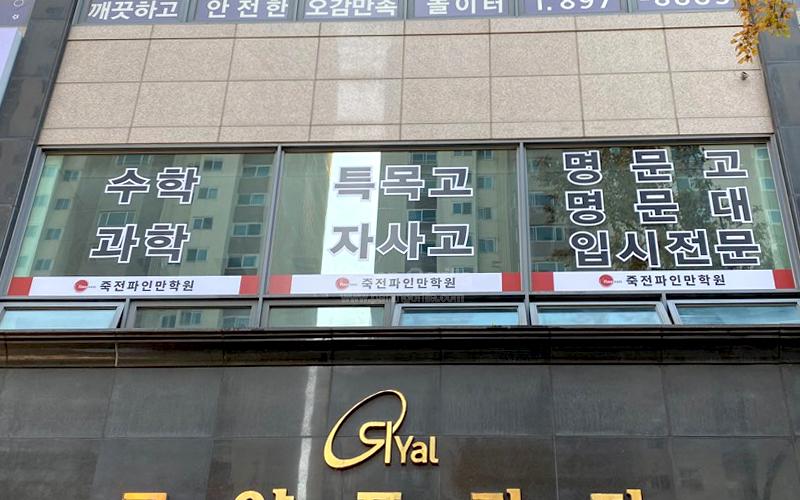 깨끗하고 안전한 오감만족 놀이터
수학
과학
특목고
자사고
명문고
명문대
입시전문
죽전파인만학원
죽전파인만학원
죽전파인만학원
GIYal